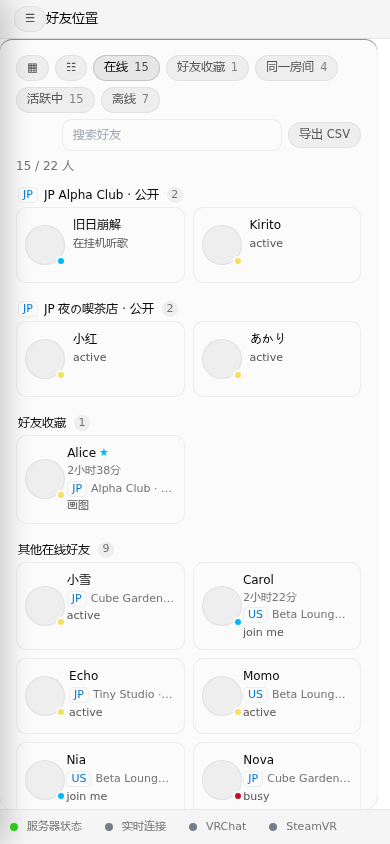 ☰ 好友位置
▦ ☷ 在线 15 好友收藏 1 同一房间 4
活跃中 15 离线 7
搜索好友 导出 CSV
15 / 22 人
JP JP Alpha Club · 公开 2
旧日崩解
在挂机听歌
Kirito
active
JP JP 夜の喫茶店 · 公开 2
小红
active
あかり
active
好友收藏 1
Alice ★
2小时38分
JP Alpha Club · …
画图
其他在线好友 9
小雪
JP Cube Garden…
active
Carol
2小时22分
US Beta Loung…
join me
Echo
JP Tiny Studio ·…
active
Momo
US Beta Loung…
active
Nia
US Beta Loung…
join me
Nova
JP Cube Garden…
busy
服务器状态 实时连接 VRChat SteamVR